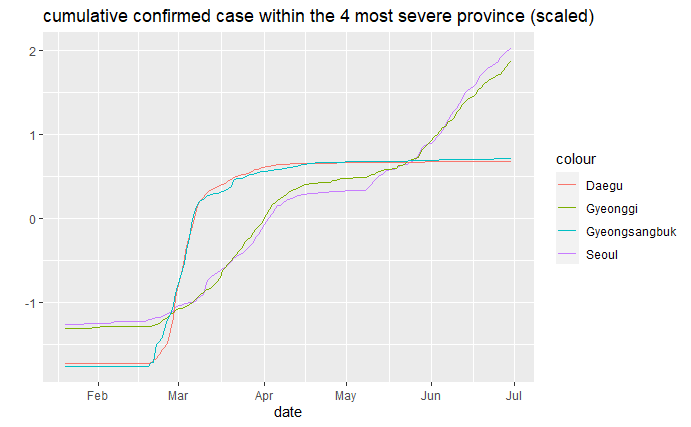 cumulative confirmed case within the 4 most severe province (scaled)
2
1
0
-1
Feb Mar Apr May Jun Jul
date
colour
Daegu
Gyeonggi
Gyeongsangbuk
Seoul